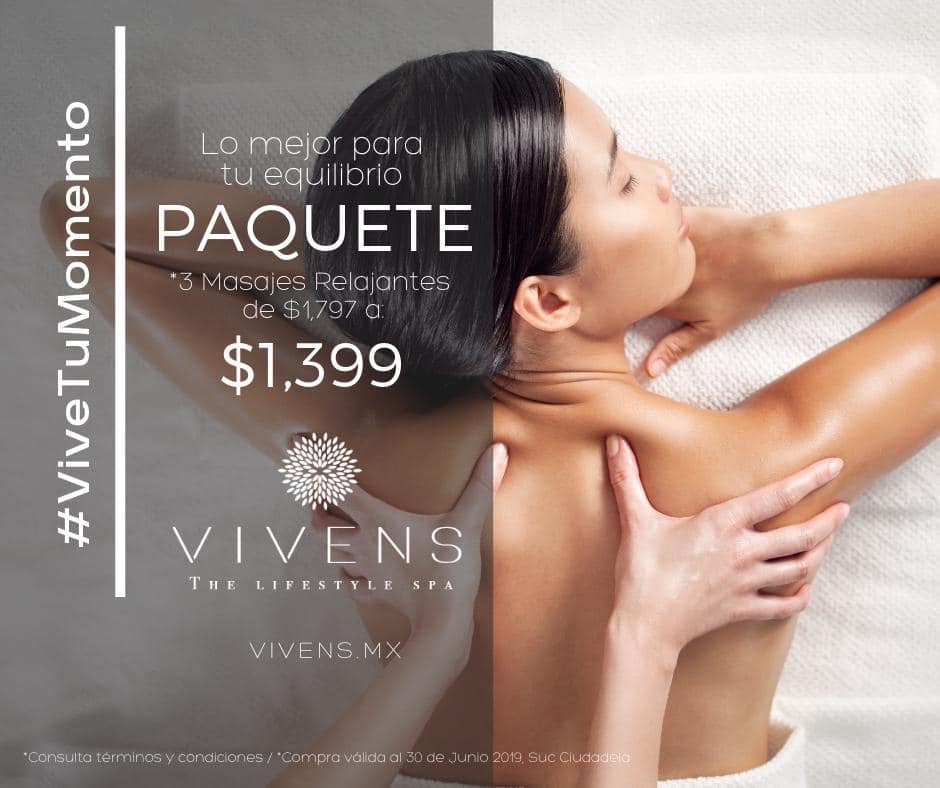 #ViveTuMomento
Lo mejor para
tu equilibrio
PAQUETE
*3 Masajes Relajantes
de $1,797 a:
$1,399
VIVENS
THE LIFESTYLE SPA
VIVENS.MX
*Consulta términos y condiciones / *Compra válida al 30 de Junio 2019, Suc Ciudadela